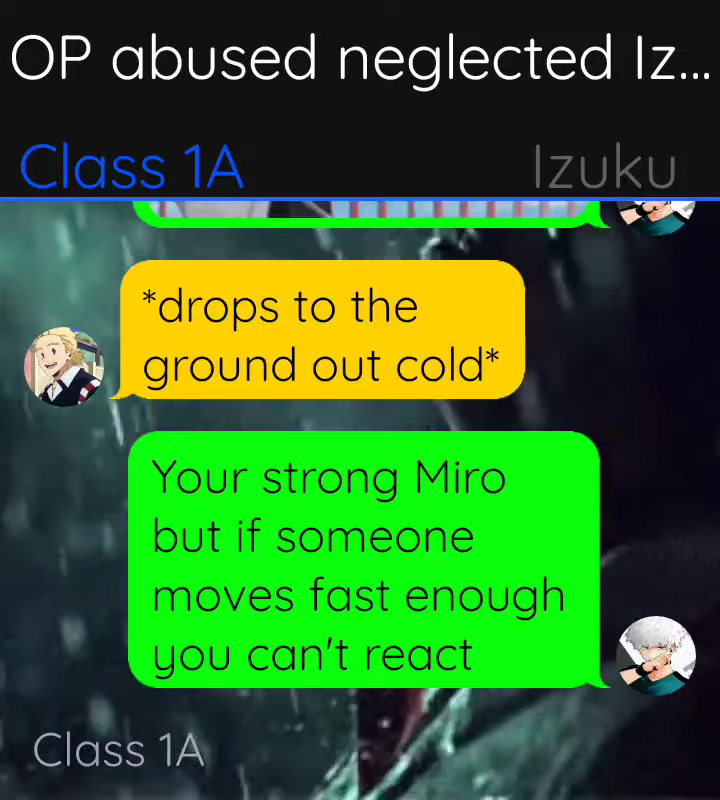 OP abused neglected Iz...
Class 1A
Izuku
*drops to the
ground out cold*
Your strong Miro
but if someone
moves fast enough
you can't react
Class 1A